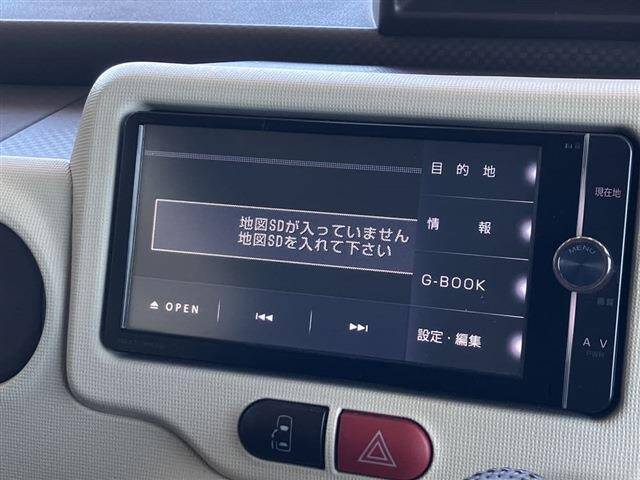 目的地
現在地
地図SDが入っていません
地図SDを入れて下さい
情報
MENU
G-BOOK
画質
OPEN
設定・編集
A V
PWR